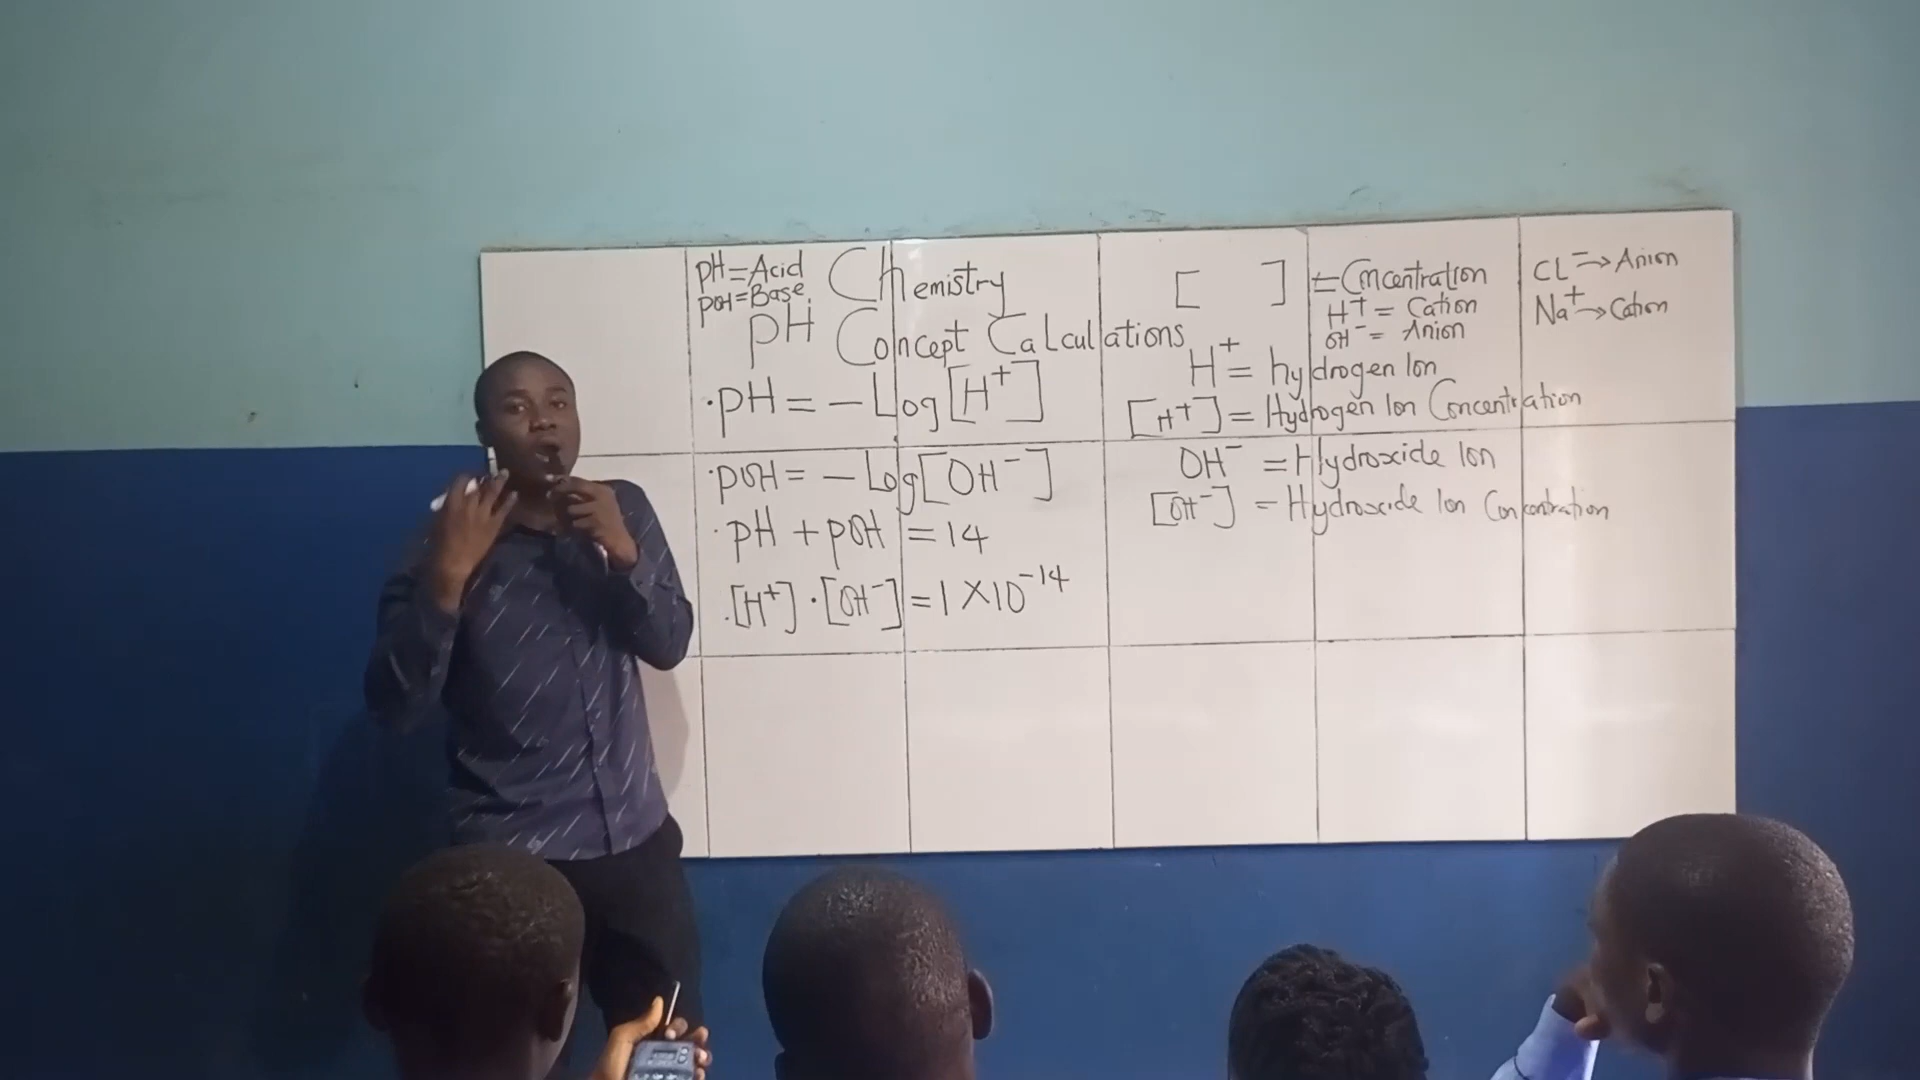 pH = Acid
pOH = Base
Chemistry
pH Concept Calculations
· pH = - Log [H⁺]
· pOH = - Log [OH⁻]
· pH + pOH = 14
· [H⁺] · [OH⁻] = 1 × 10⁻¹⁴
[ ] = Concentration
H⁺ = Cation
OH⁻ = Anion
H⁺ = hydrogen Ion
[H⁺] = Hydrogen Ion Concentration
OH⁻ = Hydroxide Ion
[OH⁻] = Hydroxide Ion Concentration
CL⁻ → Anion
Na⁺ → Cation